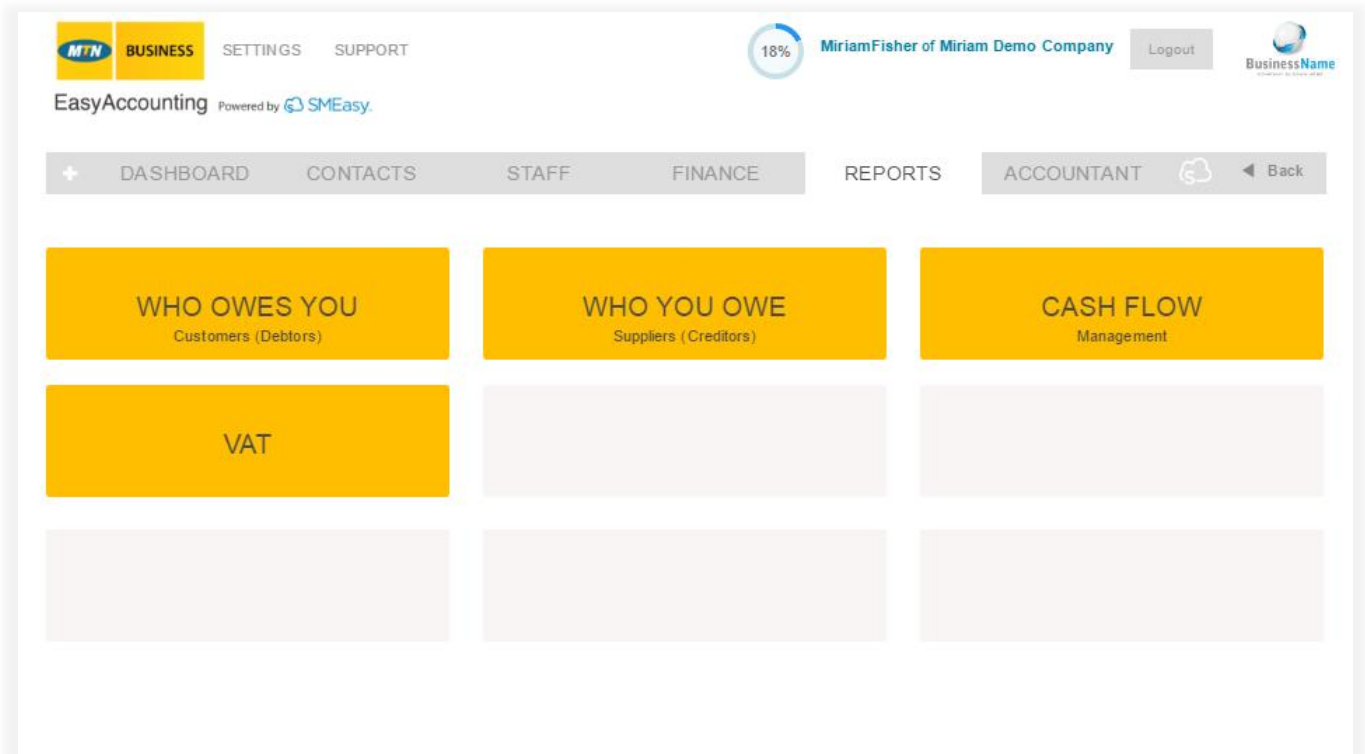 MTN BUSINESS SETTINGS SUPPORT 18% MiriamFisher of Miriam Demo Company Logout
BusinessName
EasyAccounting Powered by SMEasy.
DASHBOARD CONTACTS STAFF FINANCE REPORTS ACCOUNTANT Back
WHO OWES YOU WHO YOU OWE CASH FLOW
Customers (Debtors) Suppliers (Creditors) Management
VAT